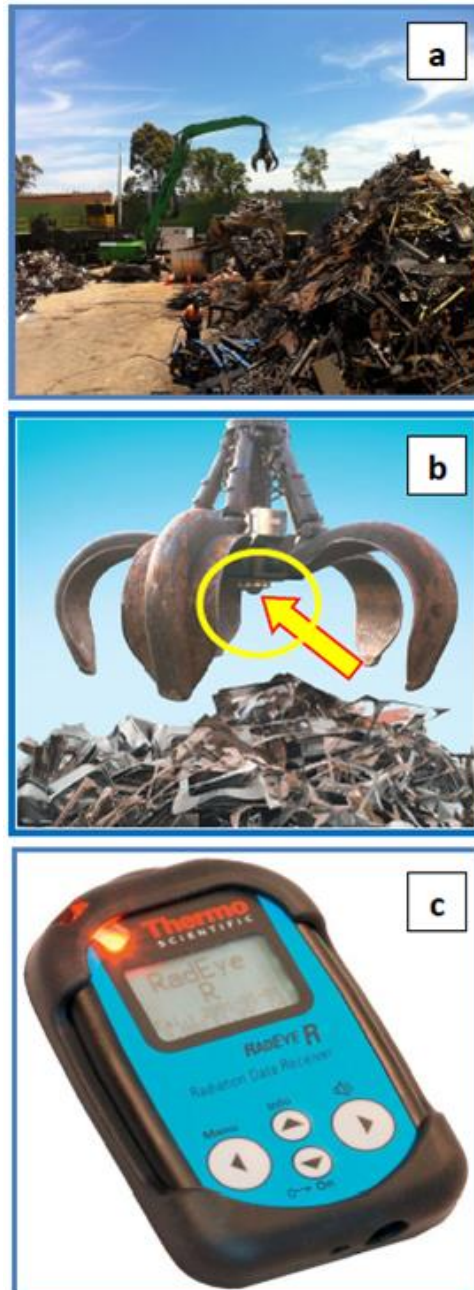 a
b
c
Thermo
SCIENTIFIC
RadEye
R
RADEYE R
Radiation Data Receiver
Menu
Info
On